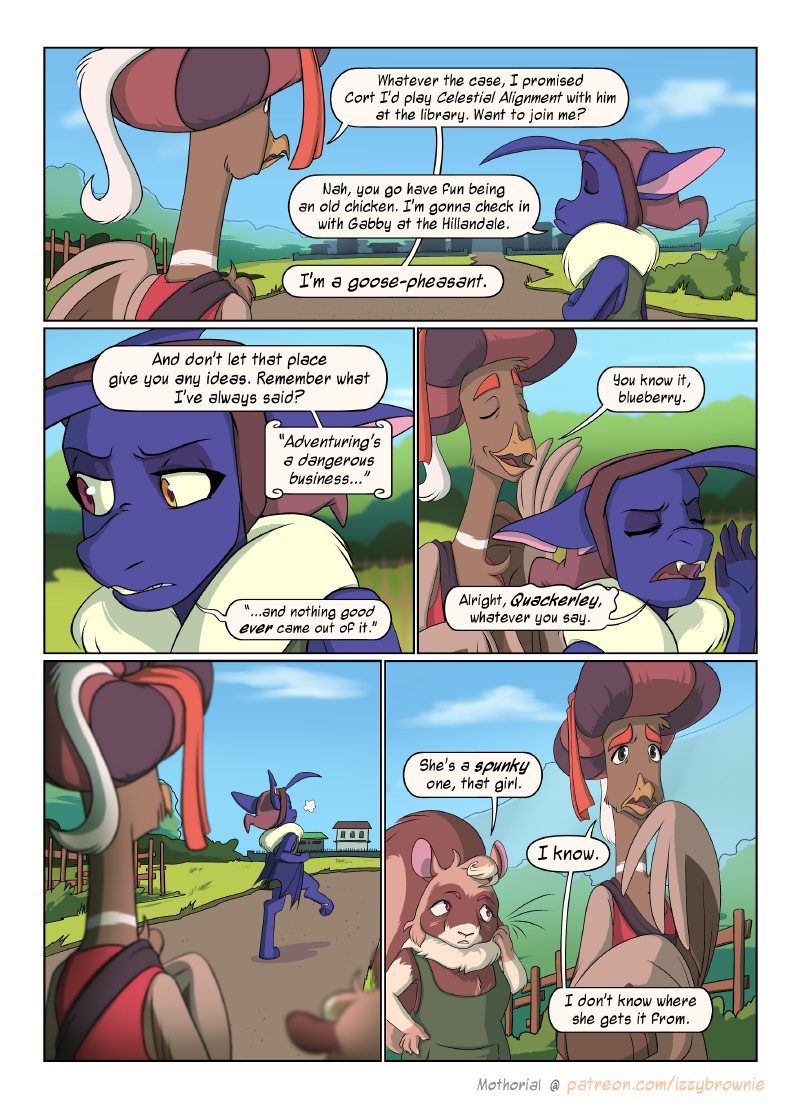 Whatever the case, I promised
Cort I'd play Celestial Alignment with him
at the library. Want to join me?
Nah, you go have fun being
an old chicken. I'm gonna check in
with Gabby at the Hillandale.
I'm a goose-pheasant.
And don't let that place
give you any ideas. Remember what
I've always said?
"Adventuring's
a dangerous
business..."
"...and nothing good
ever came out of it."
You know it,
blueberry.
Alright, Quackerley,
whatever you say.
She's a spunky
one, that girl.
I know.
I don't know where
she gets it from.
Mothorial @ patreon.com/izzybrownie